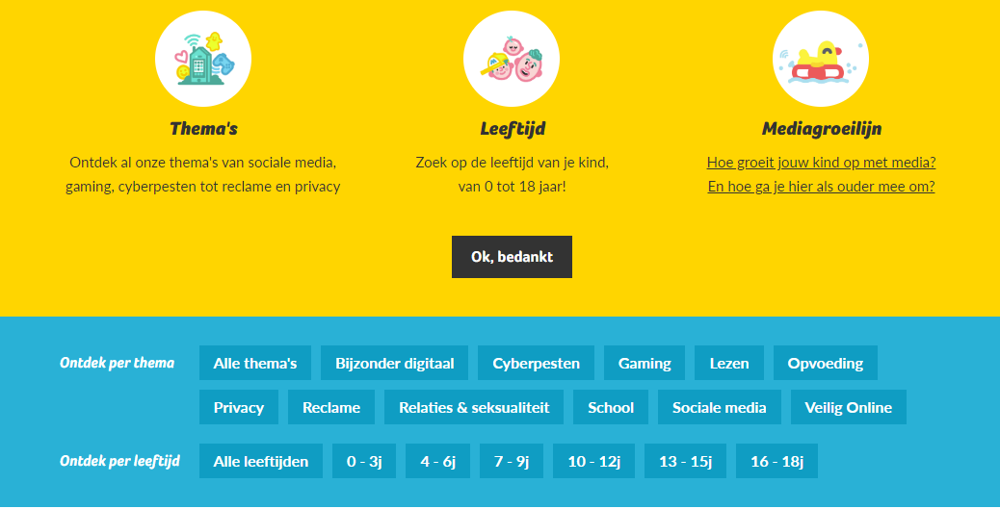 Thema's
Leeftijd
Mediagroeilijn
Ontdek al onze thema's van sociale media,
gaming, cyberpesten tot reclame en privacy
Zoek op de leeftijd van je kind,
van 0 tot 18 jaar!
Hoe groeit jouw kind op met media?
En hoe ga je hier als ouder mee om?
Ok, bedankt
Ontdek per thema
Alle thema's
Bijzonder digitaal
Cyberpesten
Gaming
Lezen
Opvoeding
Privacy
Reclame
Relaties & seksualiteit
School
Sociale media
Veilig Online
Ontdek per leeftijd
Alle leeftijden
0 - 3j
4 - 6j
7 - 9j
10 - 12j
13 - 15j
16 - 18j